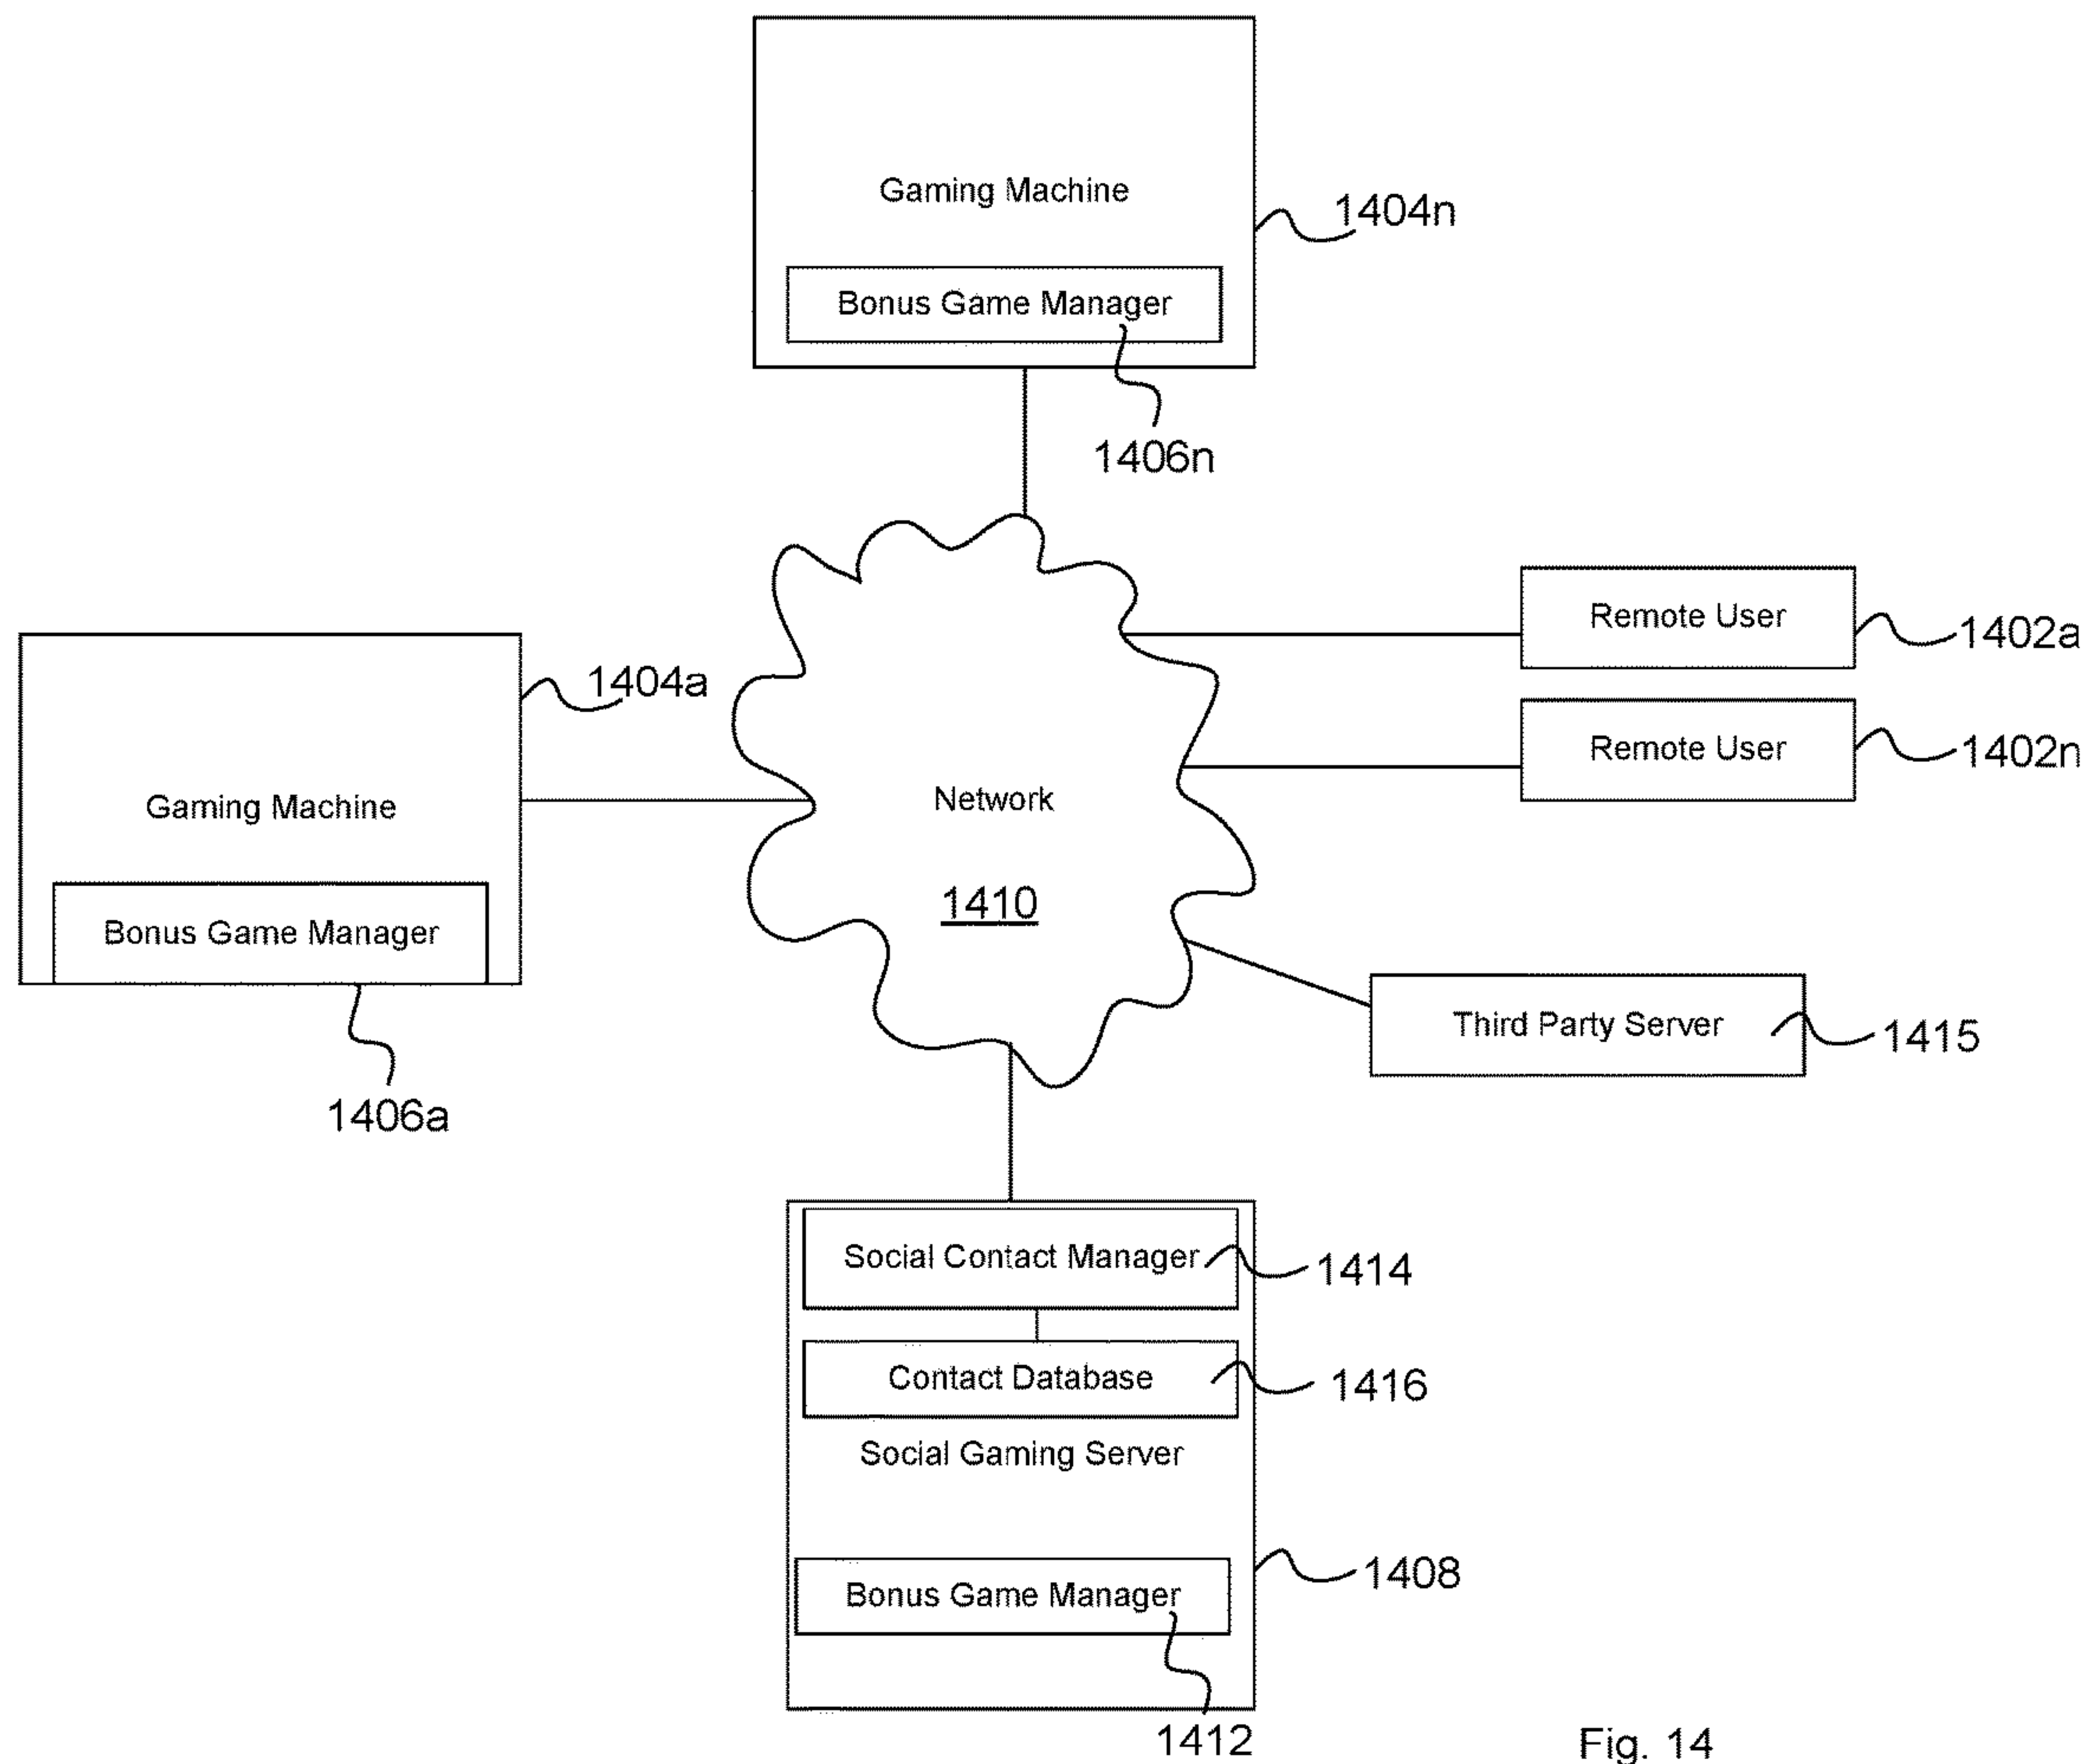 Gaming Machine
1404n
Bonus Game Manager
1406n
Remote User
1402a
1404a
Remote User
1402n
Gaming Machine
Network
1410
Bonus Game Manager
1406a
Third Party Server
1415
Social Contact Manager
1414
Contact Database
1416
Social Gaming Server
1408
Bonus Game Manager
1412
Fig. 14